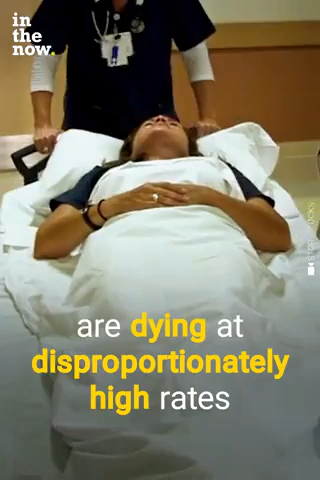 in
the
now.
are dying at
disproportionately
high rates